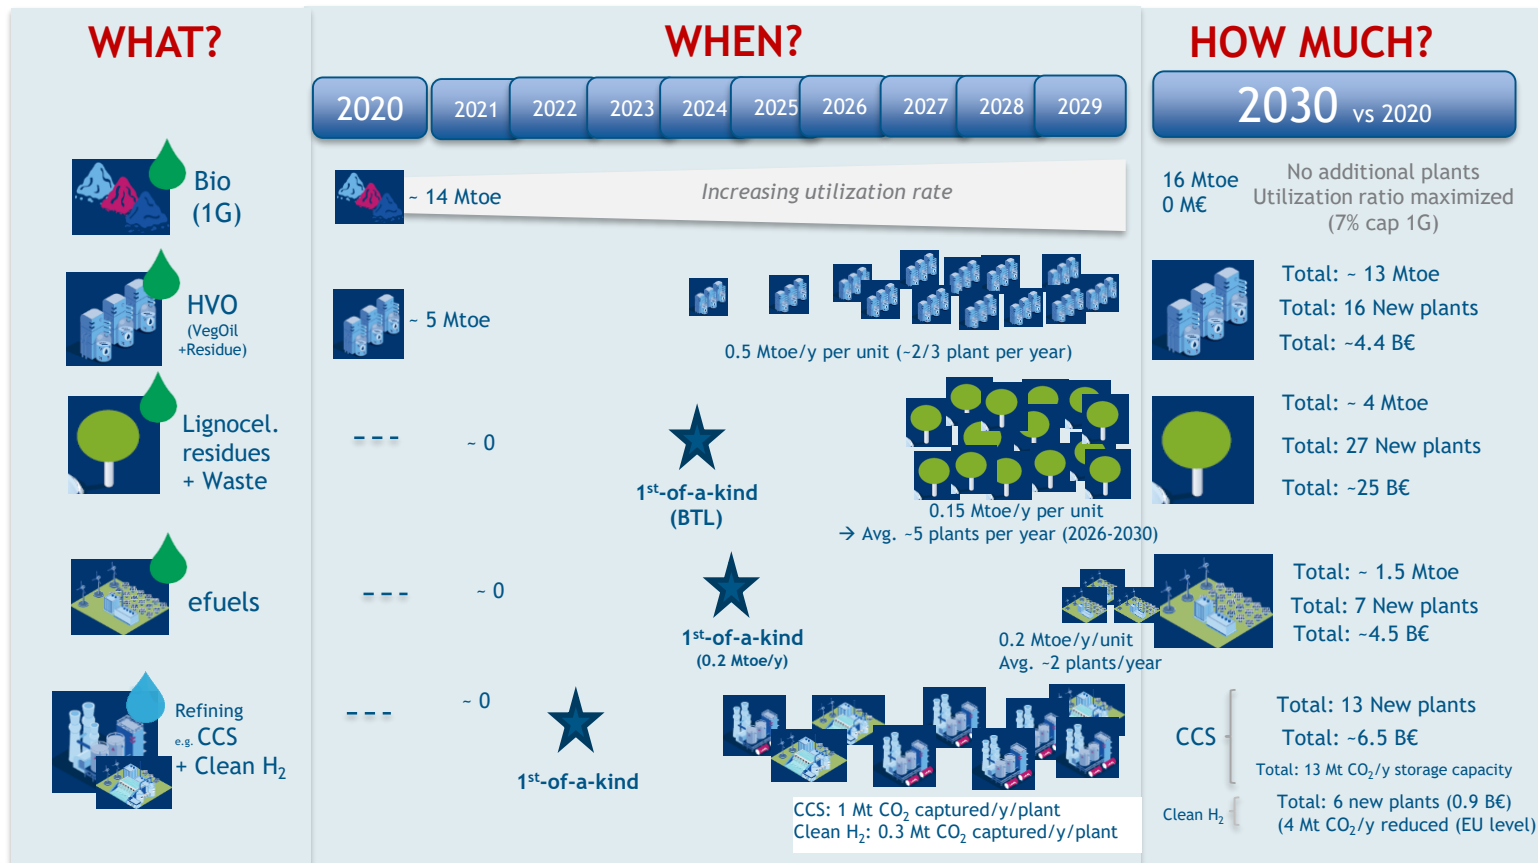 WHAT?
WHEN?
HOW MUCH?
2020
2021
2022
2023
2024
2025
2026
2027
2028
2029
2030 vs 2020
Bio
(1G)
~ 14 Mtoe
Increasing utilization rate
16 Mtoe
0 M€
No additional plants
Utilization ratio maximized
(7% cap 1G)
HVO
(VegOil
+Residue)
~ 5 Mtoe
0.5 Mtoe/y per unit (~2/3 plant per year)
Total: ~ 13 Mtoe
Total: 16 New plants
Total: ~4.4 B€
Lignocel.
residues
+ Waste
~ 0
1st-of-a-kind
(BTL)
0.15 Mtoe/y per unit
→ Avg. ~5 plants per year (2026-2030)
Total: ~ 4 Mtoe
Total: 27 New plants
Total: ~25 B€
efuels
~ 0
1st-of-a-kind
(0.2 Mtoe/y)
0.2 Mtoe/y/unit
Avg. ~2 plants/year
Total: ~ 1.5 Mtoe
Total: 7 New plants
Total: ~4.5 B€
Refining
e.g. CCS
+ Clean H2
~ 0
1st-of-a-kind
CCS: 1 Mt CO2 captured/y/plant
Clean H2: 0.3 Mt CO2 captured/y/plant
CCS
Total: 13 New plants
Total: ~6.5 B€
Total: 13 Mt CO2/y storage capacity
Clean H2
Total: 6 new plants (0.9 B€)
(4 Mt CO2/y reduced (EU level)